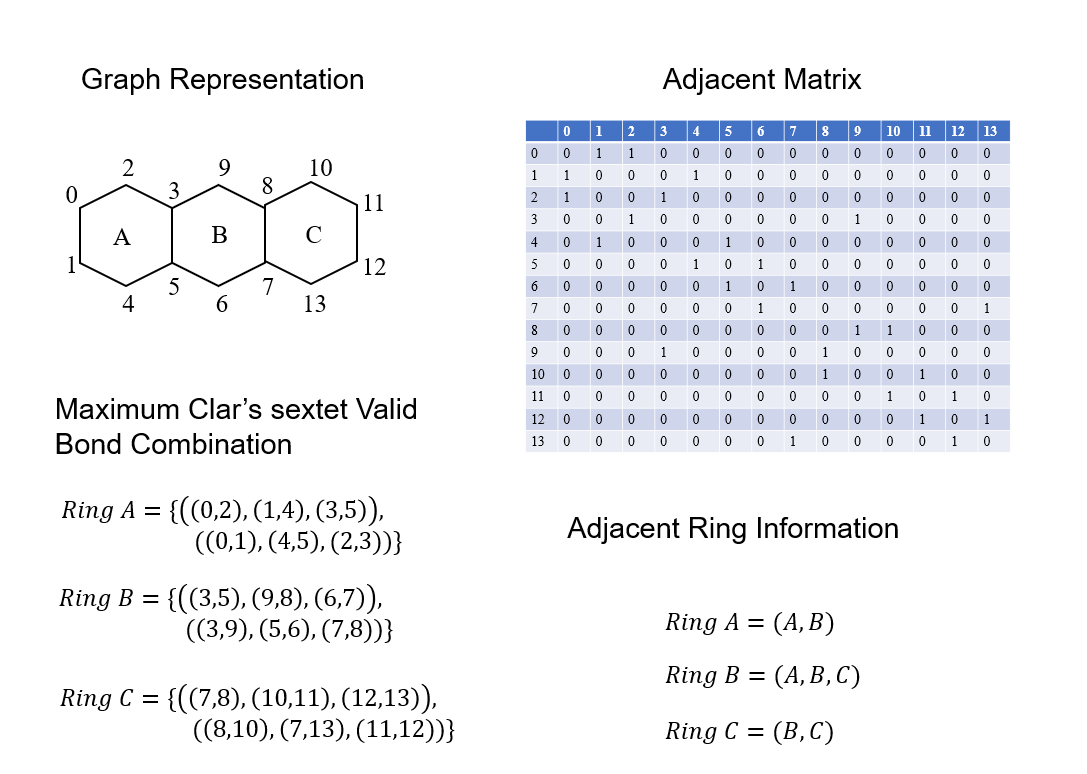 Graph Representation
2
9
10
0
3
8
11
A
B
C
1
12
5
7
4
6
13
Maximum Clar’s sextet Valid
Bond Combination
Ring A = {((0,2), (1,4), (3,5)),
((0,1), (4,5), (2,3))}
Ring B = {((3,5), (9,8), (6,7)),
((3,9), (5,6), (7,8))}
Ring C = {((7,8), (10,11), (12,13)),
((8,10), (7,13), (11,12))}
Adjacent Matrix
0 1 2 3 4 5 6 7 8 9 10 11 12 13
0 0 1 1 0 0 0 0 0 0 0 0 0 0 0
1 1 0 0 0 1 0 0 0 0 0 0 0 0 0
2 1 0 0 1 0 0 0 0 0 0 0 0 0 0
3 0 0 1 0 0 0 0 0 0 1 0 0 0 0
4 0 1 0 0 0 1 0 0 0 0 0 0 0 0
5 0 0 0 0 1 0 1 0 0 0 0 0 0 0
6 0 0 0 0 0 1 0 1 0 0 0 0 0 0
7 0 0 0 0 0 0 1 0 0 0 0 0 0 1
8 0 0 0 0 0 0 0 0 0 1 1 0 0 0
9 0 0 0 1 0 0 0 0 1 0 0 0 0 0
10 0 0 0 0 0 0 0 0 1 0 0 1 0 0
11 0 0 0 0 0 0 0 0 0 0 1 0 1 0
12 0 0 0 0 0 0 0 0 0 0 0 1 0 1
13 0 0 0 0 0 0 0 1 0 0 0 0 1 0
Adjacent Ring Information
Ring A = (A, B)
Ring B = (A, B, C)
Ring C = (B, C)